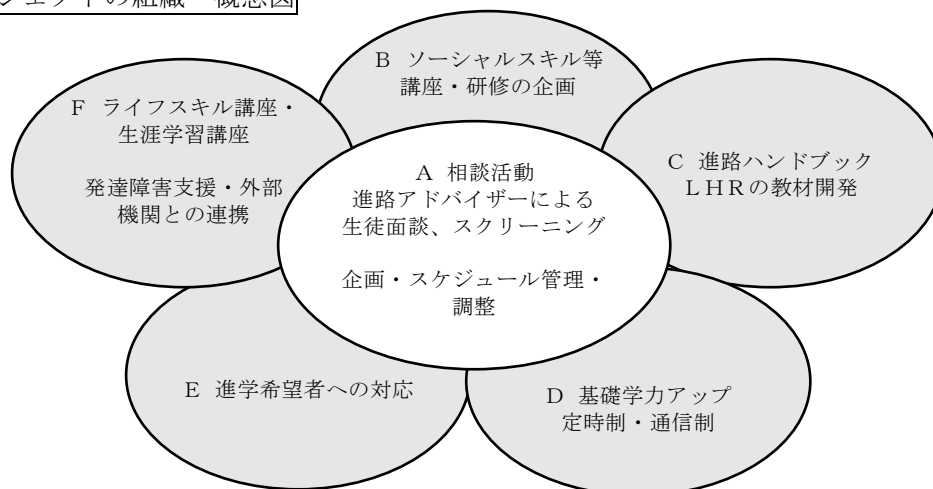 ジェクトの組織 概念図
B ソーシャルスキル等
講座・研修の企画
F ライフスキル講座・
生涯学習講座
発達障害支援・外部
機関との連携
C 進路ハンドブック
LHRの教材開発
A 相談活動
進路アドバイザーによる
生徒面談、スクリーニング
企画・スケジュール管理・
調整
E 進学希望者への対応
D 基礎学力アップ
定時制・通信制